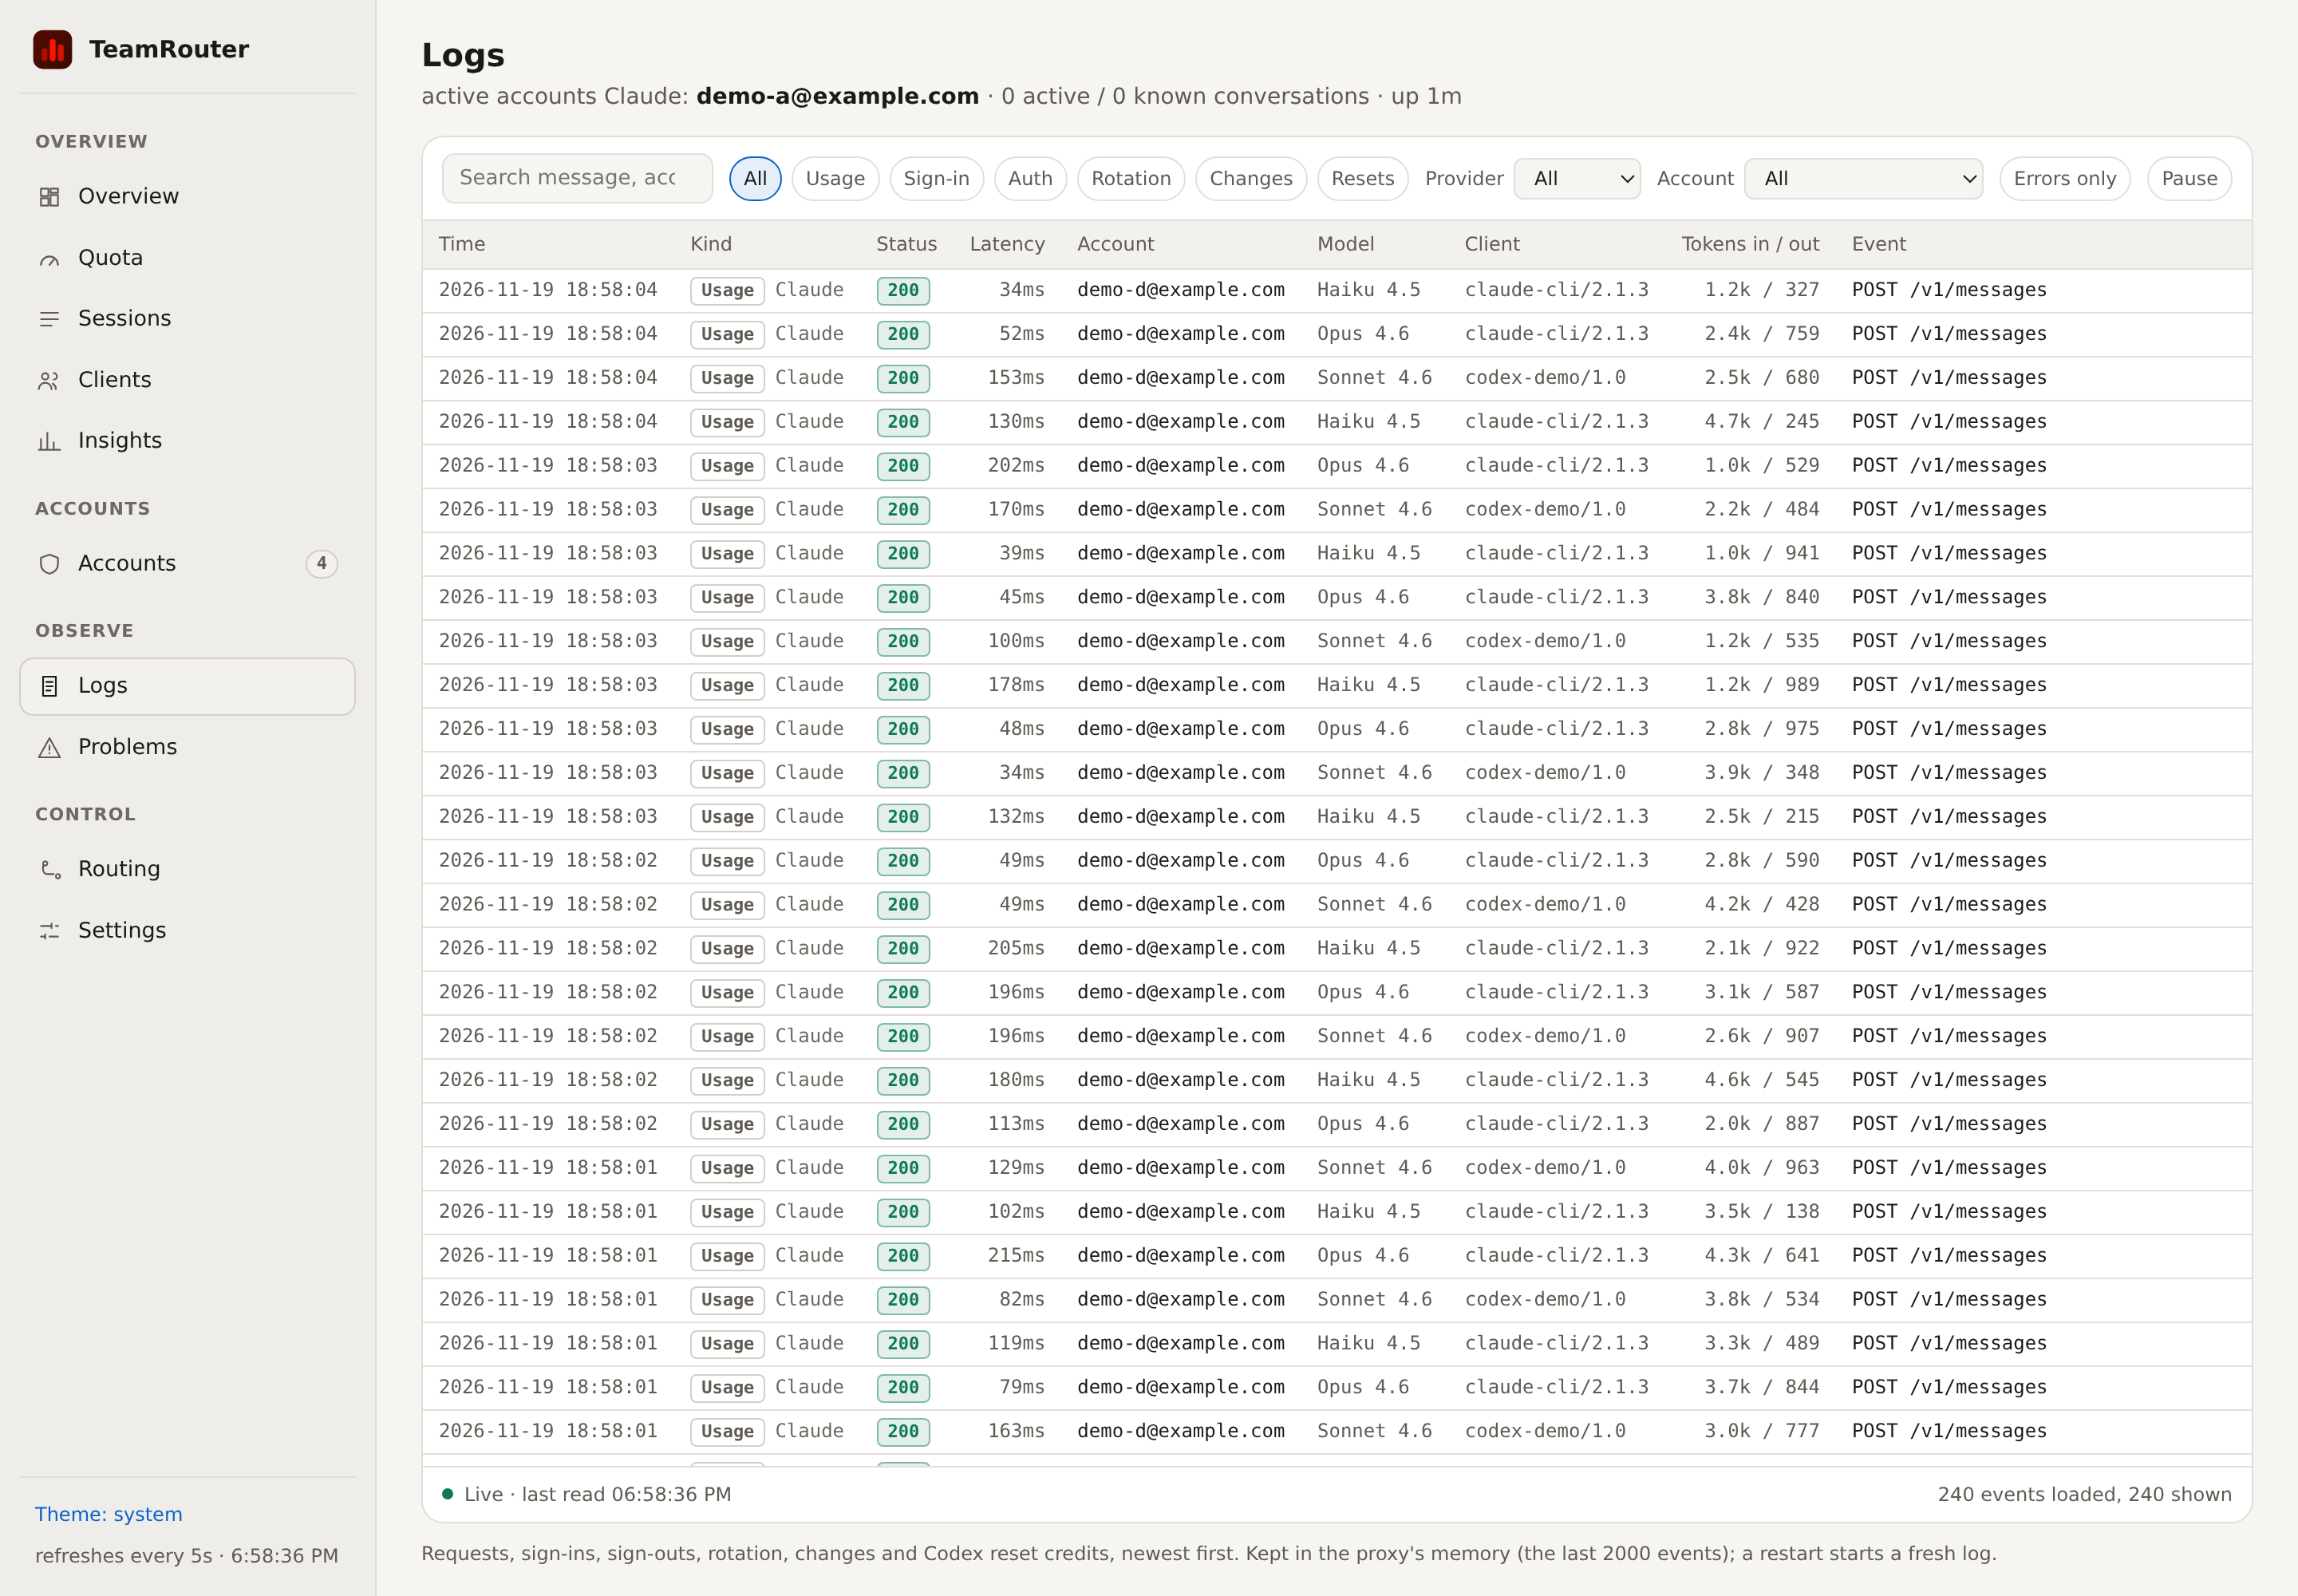 TeamRouter
OVERVIEW
Overview
Quota
Sessions
Clients
Insights
ACCOUNTS
Accounts 4
OBSERVE
Logs
Problems
CONTROL
Routing
Settings
Theme: system
refreshes every 5s · 6:58:36 PM
Logs
active accounts Claude: demo-a@example.com · 0 active / 0 known conversations · up 1m
Search message, acc All Usage Sign-in Auth Rotation Changes Resets Provider All Account All Errors only Pause
Time Kind Status Latency Account Model Client Tokens in / out Event
2026-11-19 18:58:04 Usage Claude 200 34ms demo-d@example.com Haiku 4.5 claude-cli/2.1.3 1.2k / 327 POST /v1/messages
2026-11-19 18:58:04 Usage Claude 200 52ms demo-d@example.com Opus 4.6 claude-cli/2.1.3 2.4k / 759 POST /v1/messages
2026-11-19 18:58:04 Usage Claude 200 153ms demo-d@example.com Sonnet 4.6 codex-demo/1.0 2.5k / 680 POST /v1/messages
2026-11-19 18:58:04 Usage Claude 200 130ms demo-d@example.com Haiku 4.5 claude-cli/2.1.3 4.7k / 245 POST /v1/messages
2026-11-19 18:58:03 Usage Claude 200 202ms demo-d@example.com Opus 4.6 claude-cli/2.1.3 1.0k / 529 POST /v1/messages
2026-11-19 18:58:03 Usage Claude 200 170ms demo-d@example.com Sonnet 4.6 codex-demo/1.0 2.2k / 484 POST /v1/messages
2026-11-19 18:58:03 Usage Claude 200 39ms demo-d@example.com Haiku 4.5 claude-cli/2.1.3 1.0k / 941 POST /v1/messages
2026-11-19 18:58:03 Usage Claude 200 45ms demo-d@example.com Opus 4.6 claude-cli/2.1.3 3.8k / 840 POST /v1/messages
2026-11-19 18:58:03 Usage Claude 200 100ms demo-d@example.com Sonnet 4.6 codex-demo/1.0 1.2k / 535 POST /v1/messages
2026-11-19 18:58:03 Usage Claude 200 178ms demo-d@example.com Haiku 4.5 claude-cli/2.1.3 1.2k / 989 POST /v1/messages
2026-11-19 18:58:03 Usage Claude 200 48ms demo-d@example.com Opus 4.6 claude-cli/2.1.3 2.8k / 975 POST /v1/messages
2026-11-19 18:58:03 Usage Claude 200 34ms demo-d@example.com Sonnet 4.6 codex-demo/1.0 3.9k / 348 POST /v1/messages
2026-11-19 18:58:03 Usage Claude 200 132ms demo-d@example.com Haiku 4.5 claude-cli/2.1.3 2.5k / 215 POST /v1/messages
2026-11-19 18:58:02 Usage Claude 200 49ms demo-d@example.com Opus 4.6 claude-cli/2.1.3 2.8k / 590 POST /v1/messages
2026-11-19 18:58:02 Usage Claude 200 49ms demo-d@example.com Sonnet 4.6 codex-demo/1.0 4.2k / 428 POST /v1/messages
2026-11-19 18:58:02 Usage Claude 200 205ms demo-d@example.com Haiku 4.5 claude-cli/2.1.3 2.1k / 922 POST /v1/messages
2026-11-19 18:58:02 Usage Claude 200 196ms demo-d@example.com Opus 4.6 claude-cli/2.1.3 3.1k / 587 POST /v1/messages
2026-11-19 18:58:02 Usage Claude 200 196ms demo-d@example.com Sonnet 4.6 codex-demo/1.0 2.6k / 907 POST /v1/messages
2026-11-19 18:58:02 Usage Claude 200 180ms demo-d@example.com Haiku 4.5 claude-cli/2.1.3 4.6k / 545 POST /v1/messages
2026-11-19 18:58:02 Usage Claude 200 113ms demo-d@example.com Opus 4.6 claude-cli/2.1.3 2.0k / 887 POST /v1/messages
2026-11-19 18:58:01 Usage Claude 200 129ms demo-d@example.com Sonnet 4.6 codex-demo/1.0 4.0k / 963 POST /v1/messages
2026-11-19 18:58:01 Usage Claude 200 102ms demo-d@example.com Haiku 4.5 claude-cli/2.1.3 3.5k / 138 POST /v1/messages
2026-11-19 18:58:01 Usage Claude 200 215ms demo-d@example.com Opus 4.6 claude-cli/2.1.3 4.3k / 641 POST /v1/messages
2026-11-19 18:58:01 Usage Claude 200 82ms demo-d@example.com Sonnet 4.6 codex-demo/1.0 3.8k / 534 POST /v1/messages
2026-11-19 18:58:01 Usage Claude 200 119ms demo-d@example.com Haiku 4.5 claude-cli/2.1.3 3.3k / 489 POST /v1/messages
2026-11-19 18:58:01 Usage Claude 200 79ms demo-d@example.com Opus 4.6 claude-cli/2.1.3 3.7k / 844 POST /v1/messages
2026-11-19 18:58:01 Usage Claude 200 163ms demo-d@example.com Sonnet 4.6 codex-demo/1.0 3.0k / 777 POST /v1/messages
Live · last read 06:58:36 PM 240 events loaded, 240 shown
Requests, sign-ins, sign-outs, rotation, changes and Codex reset credits, newest first. Kept in the proxy's memory (the last 2000 events); a restart starts a fresh log.